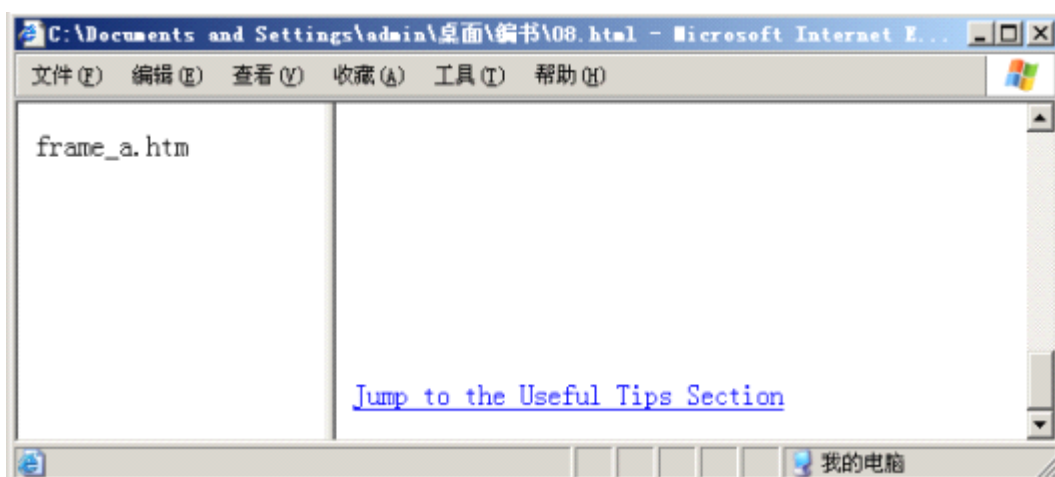 C:\Documents and Settings\admin\桌面\编书\08.html - Microsoft Internet E...
文件(F) 编辑(E) 查看(V) 收藏(A) 工具(T) 帮助(H)
frame_a.htm
Jump to the Useful Tips Section
我的电脑